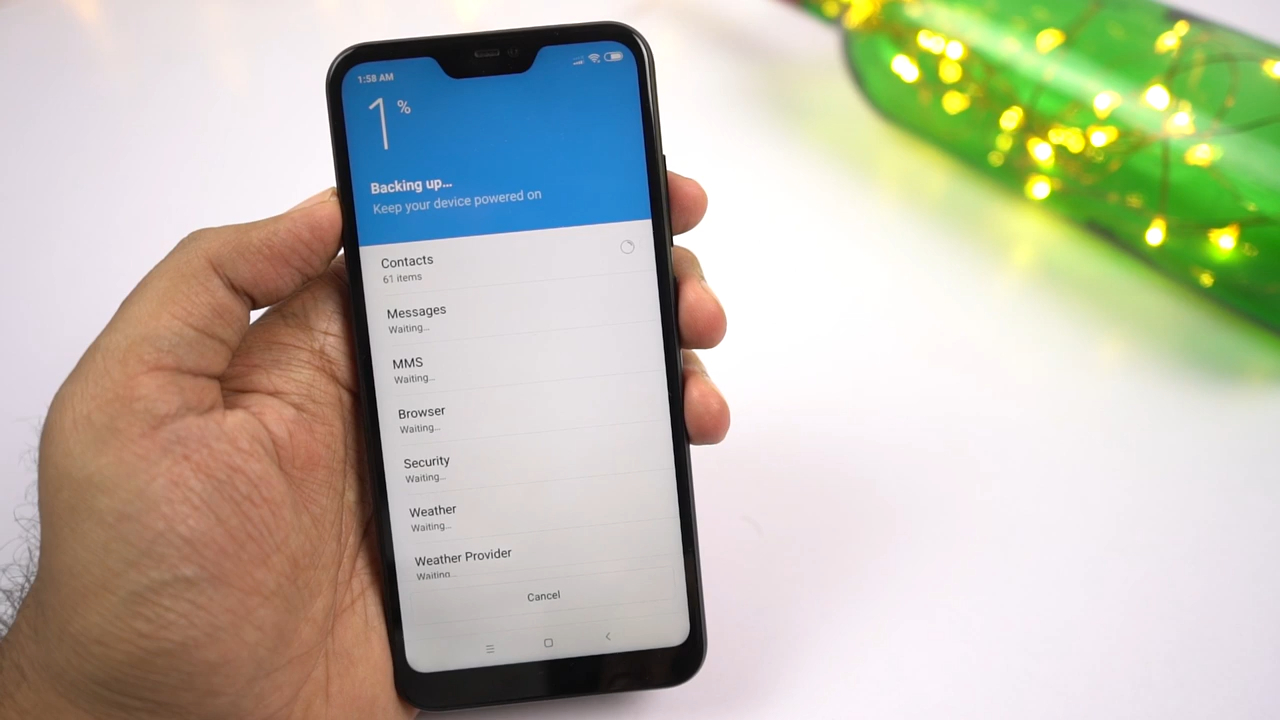 1:58 AM
1%
Backing up...
Keep your device powered on
Contacts
61 items
Messages
Waiting...
MMS
Waiting...
Browser
Waiting...
Security
Waiting...
Weather
Waiting...
Weather Provider
Waiting...
Cancel